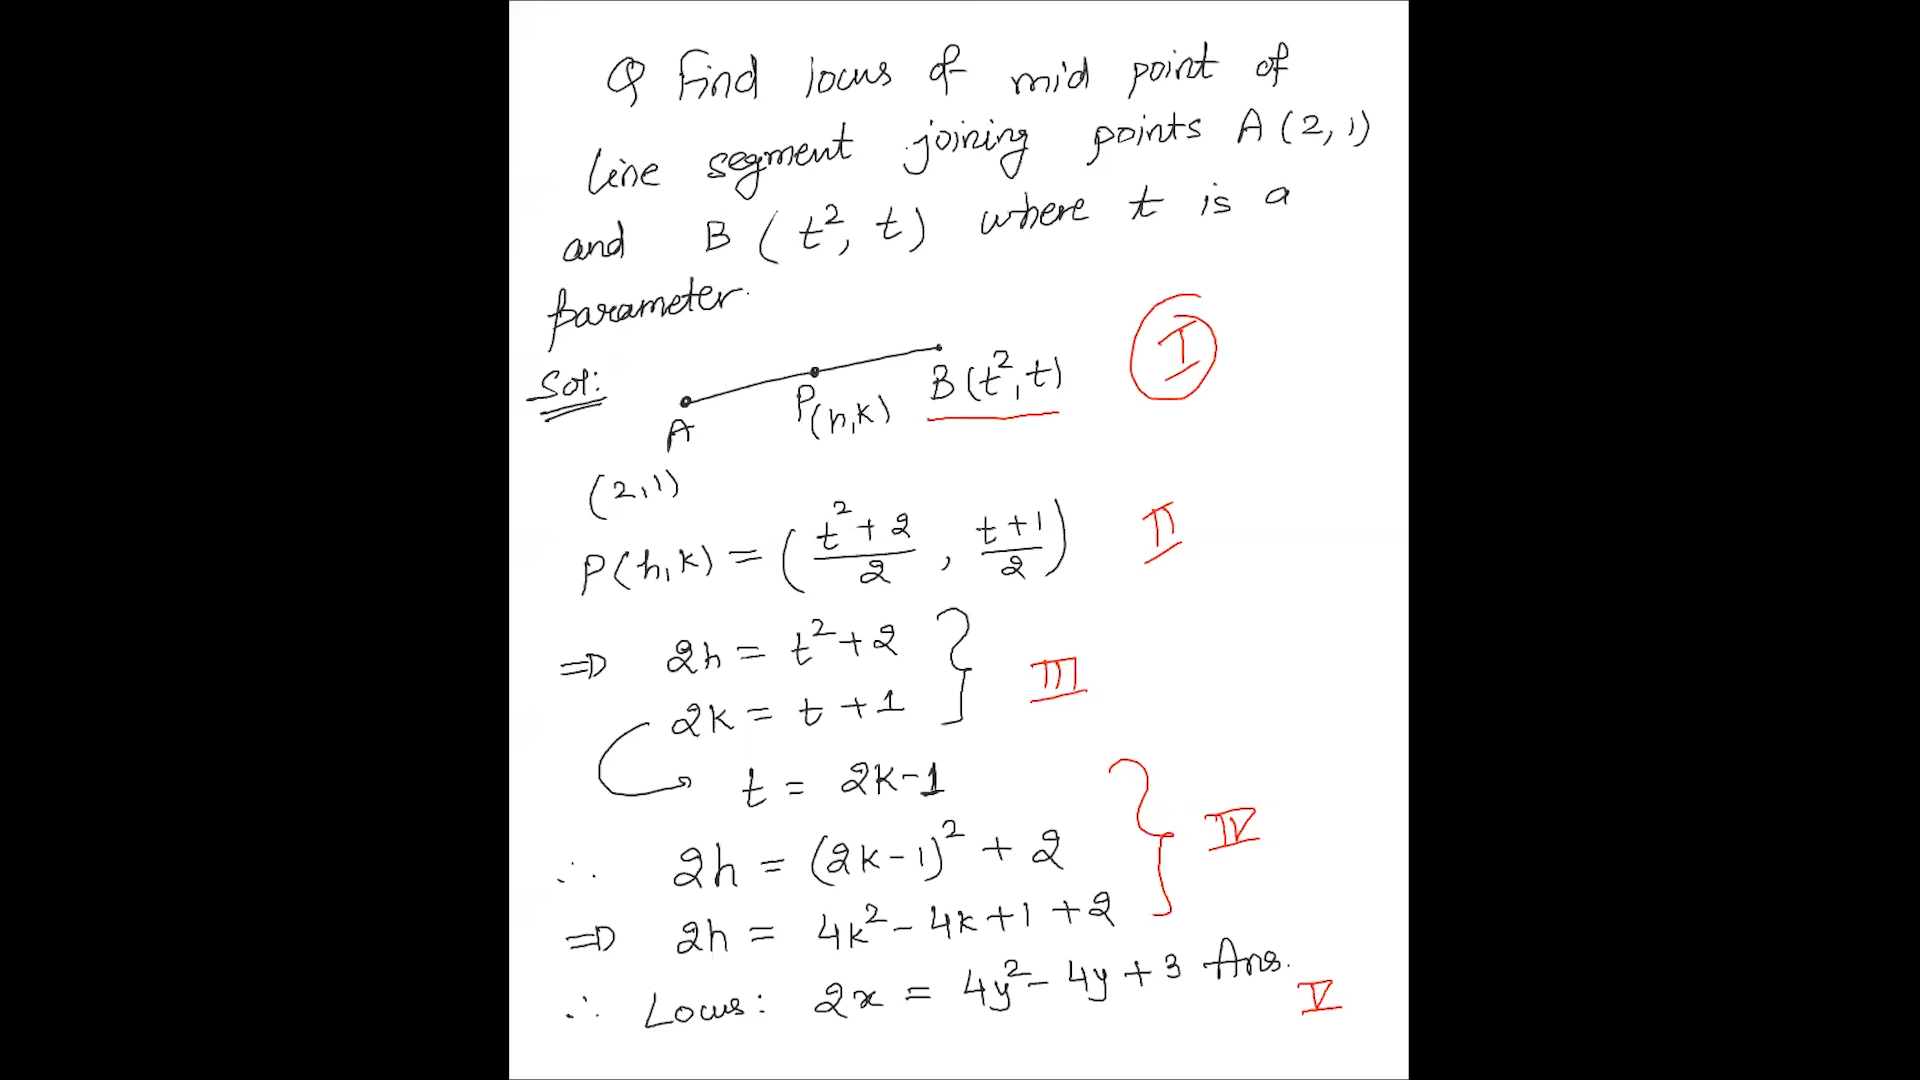 Q Find locus of mid point of
line segment joining points A (2, 1)
and B ( t², t ) where t is a
parameter.
I
Sol:
A P(h,k) B (t², t)
(2,1)
P(h,k) = ( (t² + 2)/2 , (t + 1)/2 ) II
⇒ 2h = t² + 2
III
2k = t + 1
t = 2k-1
∴ 2h = (2k-1)² + 2 IV
⇒ 2h = 4k² - 4k + 1 + 2
∴ Locus: 2x = 4y² - 4y + 3 Ans.
V